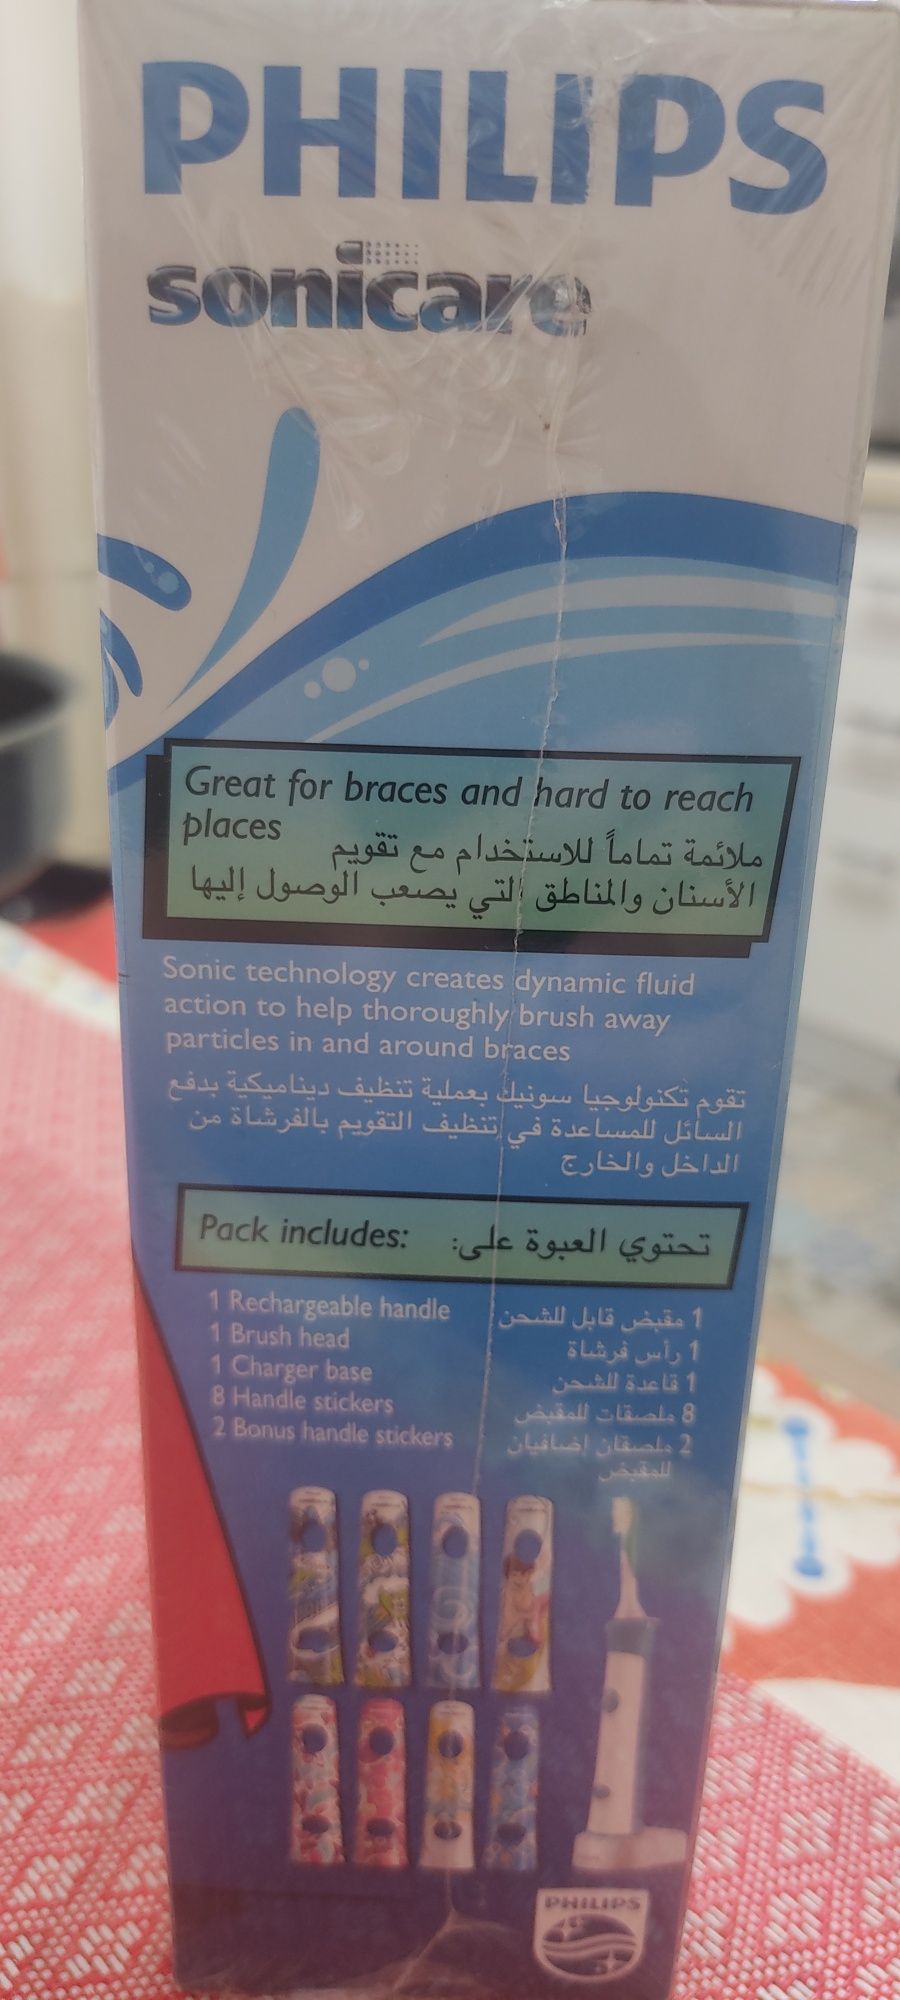 PHILIPS
sonicare
Great for braces and hard to reach
places
ملائمة تماماً للاستخدام مع تقويم
الأسنان والمناطق التي يصعب الوصول إليها
Sonic technology creates dynamic fluid
action to help thoroughly brush away
particles in and around braces
تقوم تكنولوجيا سونيك بعملية تنظيف ديناميكية بدفع
السائل للمساعدة في تنظيف التقويم بالفرشاة من
الداخل والخارج
Pack includes:
تحتوي العبوة على:
1 Rechargeable handle
1 Brush head
1 Charger base
8 Handle stickers
2 Bonus handle stickers
1 مقبض قابل للشحن
1 رأس فرشاة
1 قاعدة للشحن
8 ملصقات للمقبض
2 ملصقان إضافيان
للمقبض
PHILIPS